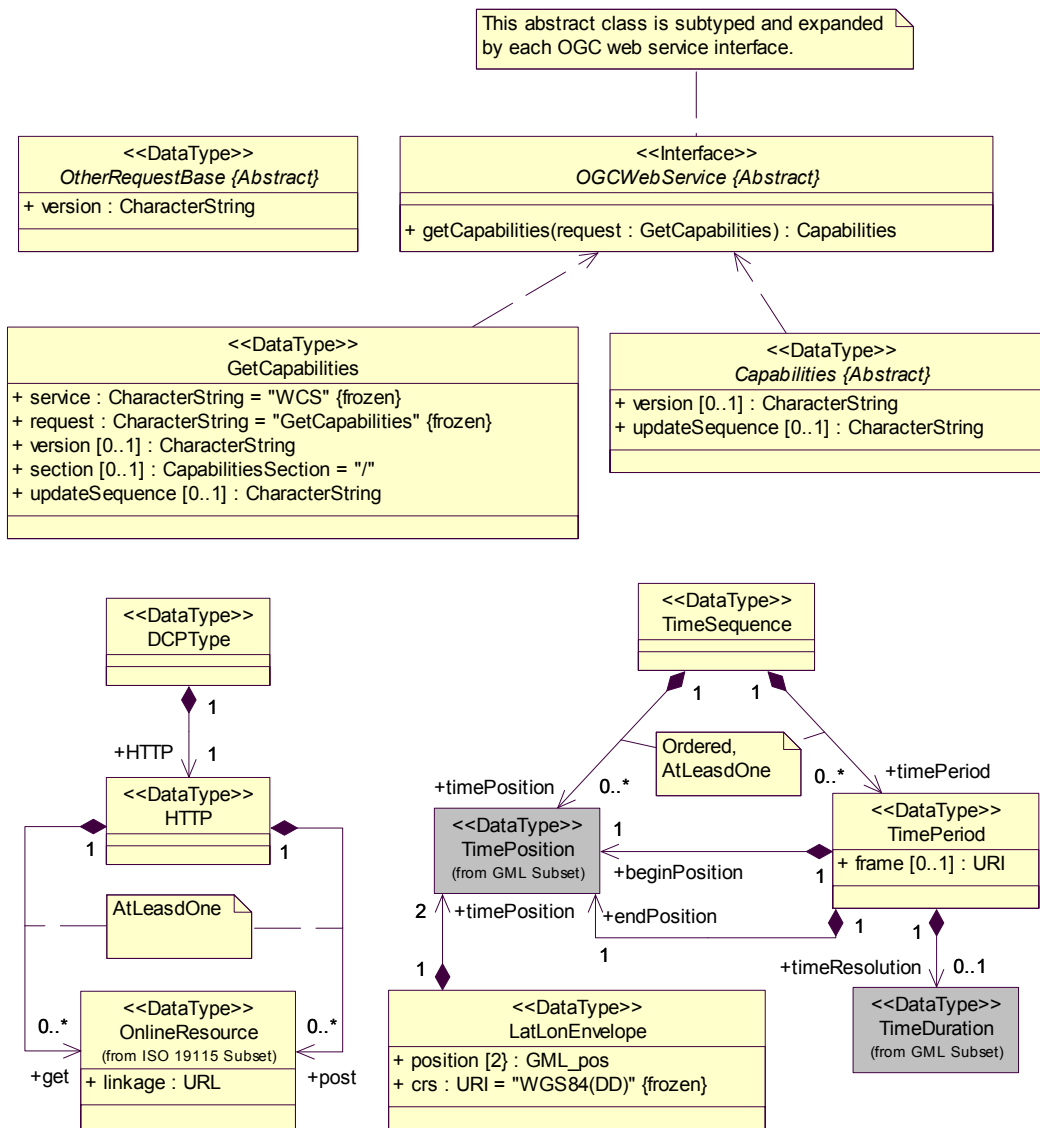 This abstract class is subtyped and expanded
by each OGC web service interface.
<<DataType>>
OtherRequestBase {Abstract}
+ version : CharacterString
<<Interface>>
OGCWebService {Abstract}
+ getCapabilities(request : GetCapabilities) : Capabilities
<<DataType>>
GetCapabilities
+ service : CharacterString = "WCS" {frozen}
+ request : CharacterString = "GetCapabilities" {frozen}
+ version [0..1] : CharacterString
+ section [0..1] : CapabilitiesSection = "/"
+ updateSequence [0..1] : CharacterString
<<DataType>>
Capabilities {Abstract}
+ version [0..1] : CharacterString
+ updateSequence [0..1] : CharacterString
<<DataType>>
DCPType
1
+HTTP
1
<<DataType>>
HTTP
1
1
AtLeasdOne
0..*
0..*
+get
+post
<<DataType>>
OnlineResource
(from ISO 19115 Subset)
+ linkage : URL
<<DataType>>
TimeSequence
1
1
Ordered,
AtLeasdOne
+timePosition
0..*
0..*
+timePeriod
<<DataType>>
TimePosition
(from GML Subset)
1
+beginPosition
1
<<DataType>>
TimePeriod
+ frame [0..1] : URI
2
+timePosition
+endPosition
1
1
1
1
+timeResolution
0..1
<<DataType>>
LatLonEnvelope
+ position [2} : GML_pos
+ crs : URI = "WGS84(DD)" {frozen}
<<DataType>>
TimeDuration
(from GML Subset)